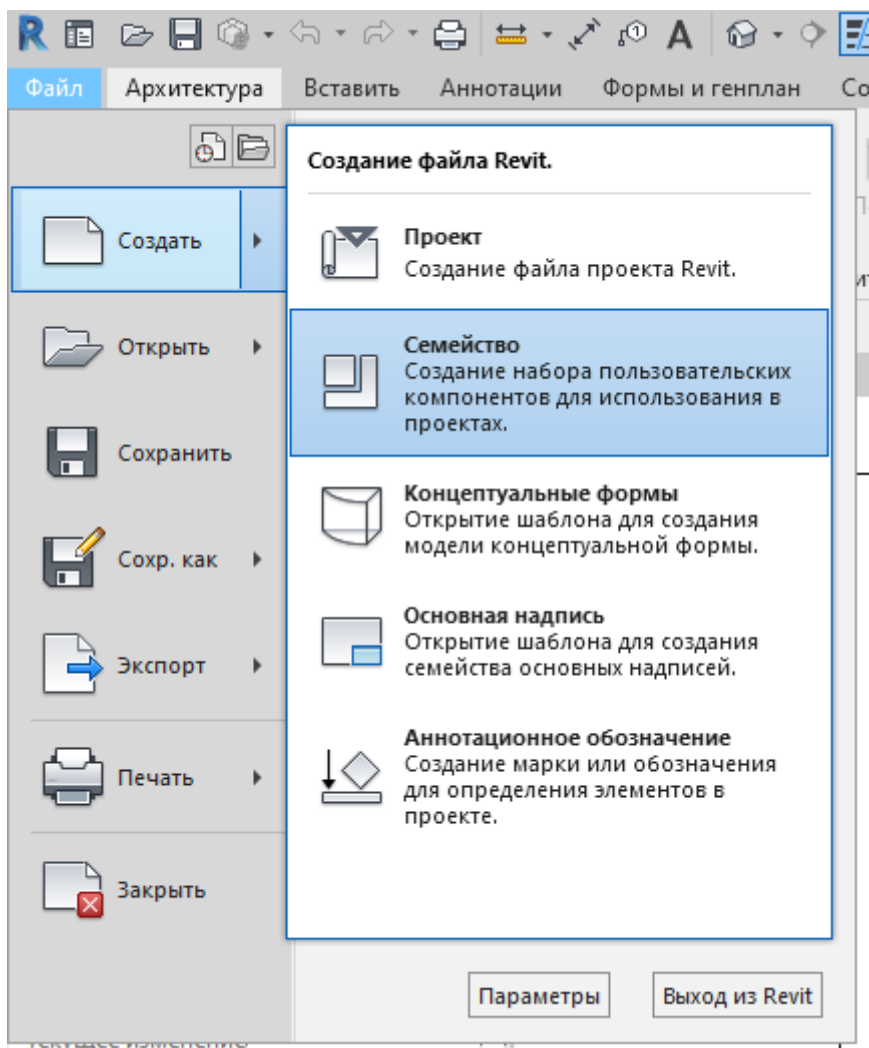 Файл Архитектура Вставить Аннотации Формы и генплан Со
Создать
Открыть
Сохранить
Сохр. как
Экспорт
Печать
Закрыть
Создание файла Revit.
Проект
Создание файла проекта Revit.
Семейство
Создание набора пользовательских
компонентов для использования в
проектах.
Концептуальные формы
Открытие шаблона для создания
модели концептуальной формы.
Основная надпись
Открытие шаблона для создания
семейства основных надписей.
Аннотационное обозначение
Создание марки или обозначения
для определения элементов в
проекте.
Параметры Выход из Revit